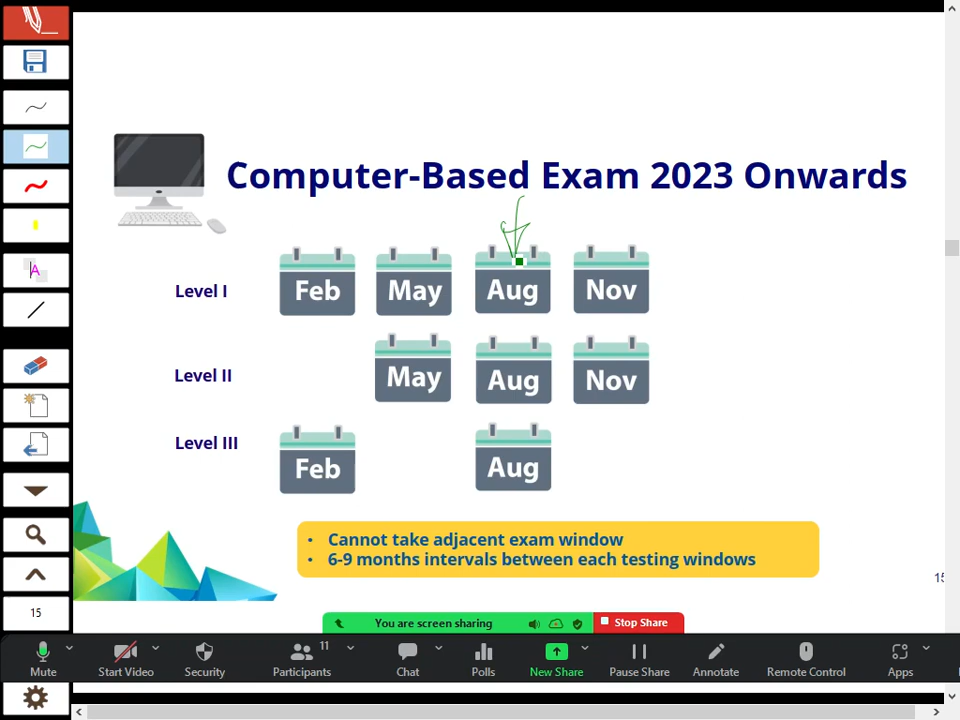 Computer-Based Exam 2023 Onwards
Level I
Feb May Aug Nov
Level II
May Aug Nov
Level III
Feb Aug
• Cannot take adjacent exam window
• 6-9 months intervals between each testing windows
15
A
15
You are screen sharing Stop Share
11
Mute Start Video Security Participants Chat Polls New Share Pause Share Annotate Remote Control Apps